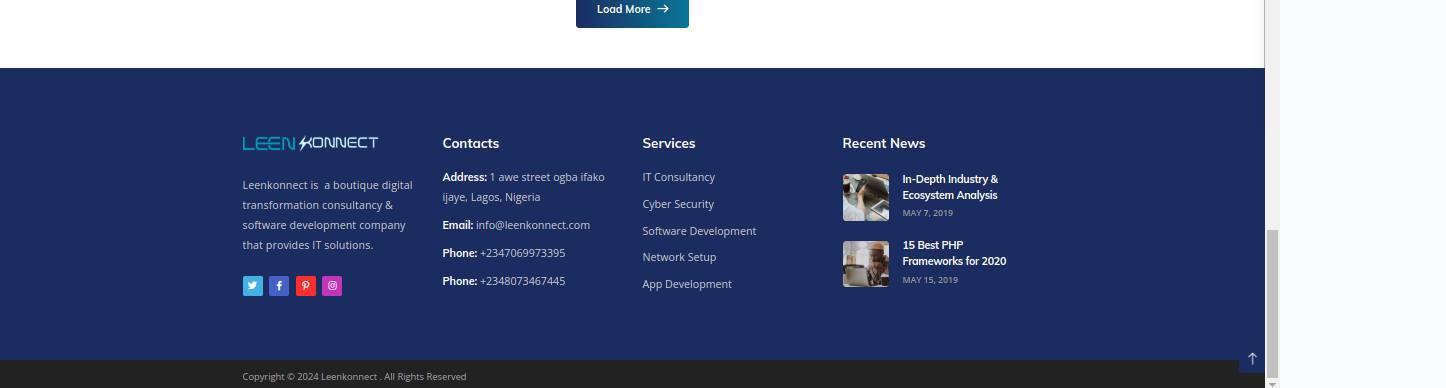 Load More
LEEN KONNECT
Leenkonnect is a boutique digital
transformation consultancy &
software development company
that provides IT solutions.
Contacts
Address: 1 awe street ogba ifako
ijaye, Lagos, Nigeria
Email: info@leenkonnect.com
Phone: +2347069973395
Phone: +2348073467445
Services
IT Consultancy
Cyber Security
Software Development
Network Setup
App Development
Recent News
In-Depth Industry &
Ecosystem Analysis
MAY 7, 2019
15 Best PHP
Frameworks for 2020
MAY 15, 2019
Copyright © 2024 Leenkonnect . All Rights Reserved